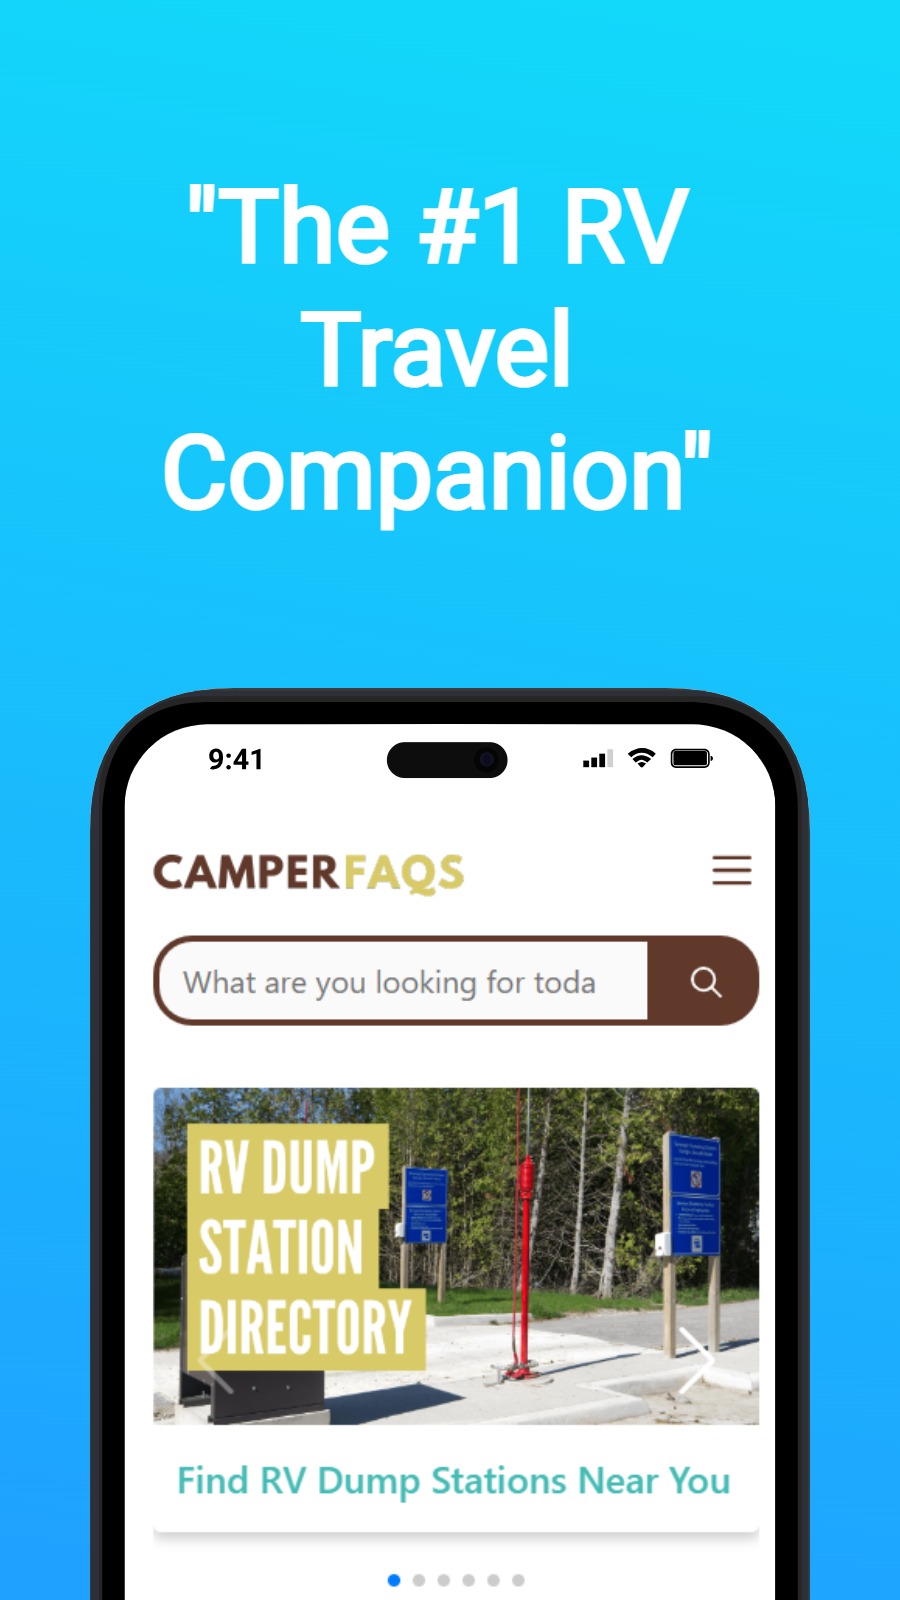 "The #1 RV
Travel
Companion"
9:41
CAMPERFAQS
What are you looking for toda
RV DUMP
STATION
DIRECTORY
Find RV Dump Stations Near You